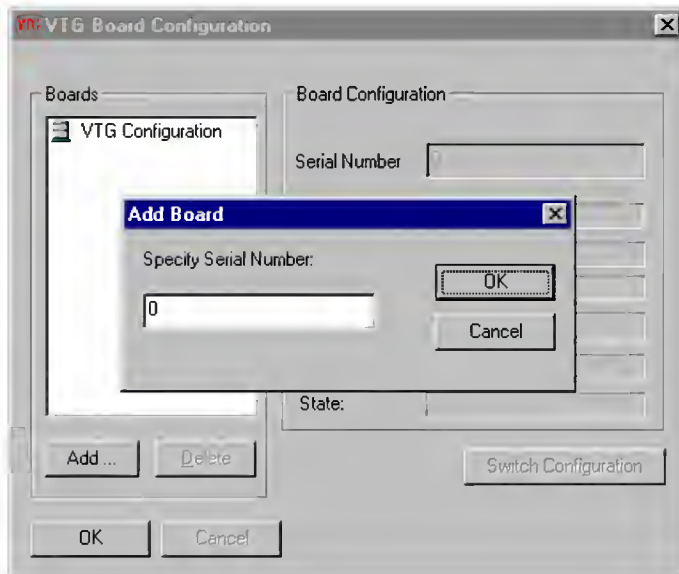 VTG Board Configuration
Boards
Board Configuration
VTG Configuration
Serial Number
Add Board
Specify Serial Number:
0
OK
Cancel
State:
Add ...
Delete
Switch Configuration
OK
Cancel